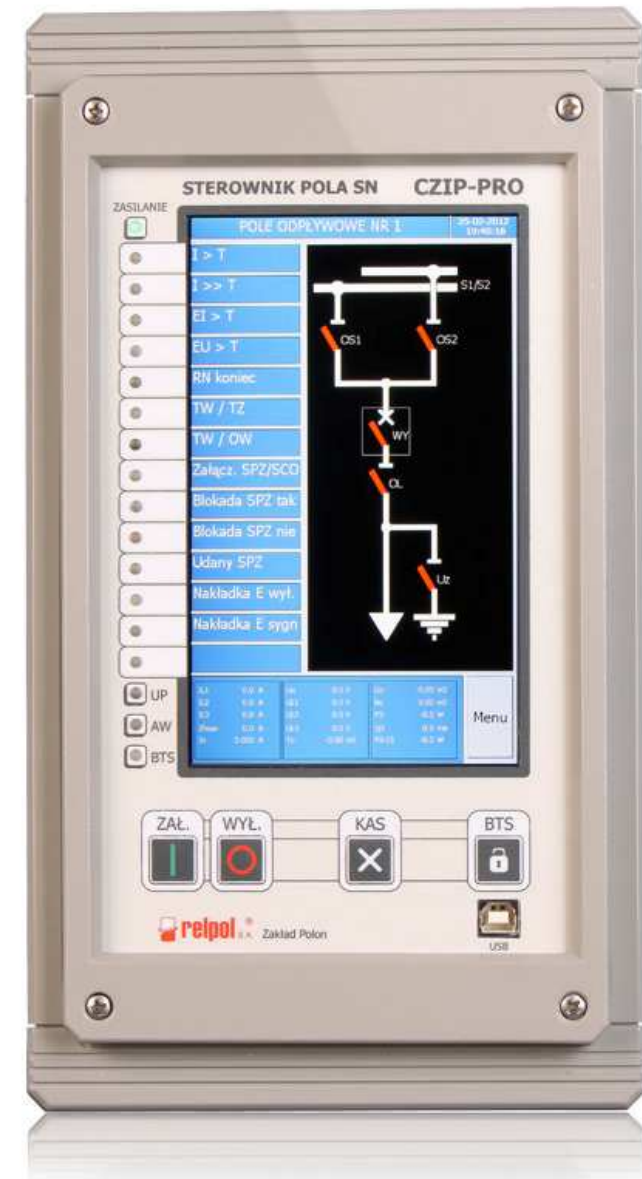 STEROWNIK POLA SN CZIP-PRO
ZASILANIE
POLE ODPŁYWOWE NR 1
I > T
I >> T
EI > T
EU > T
RN koniec
TW / TZ
TW / OW
Załącz. SPZ/SCO
Blokada SPZ tak
Blokada SPZ nie
Udany SPZ
Nakładka E wył.
Nakładka E sygn
S1/S2
OS1 OS2
WY
OL
Uz
Menu
UP
AW
BTS
ZAŁ. WYŁ. KAS BTS
relpol ® S.A. Zakład Polon
USB